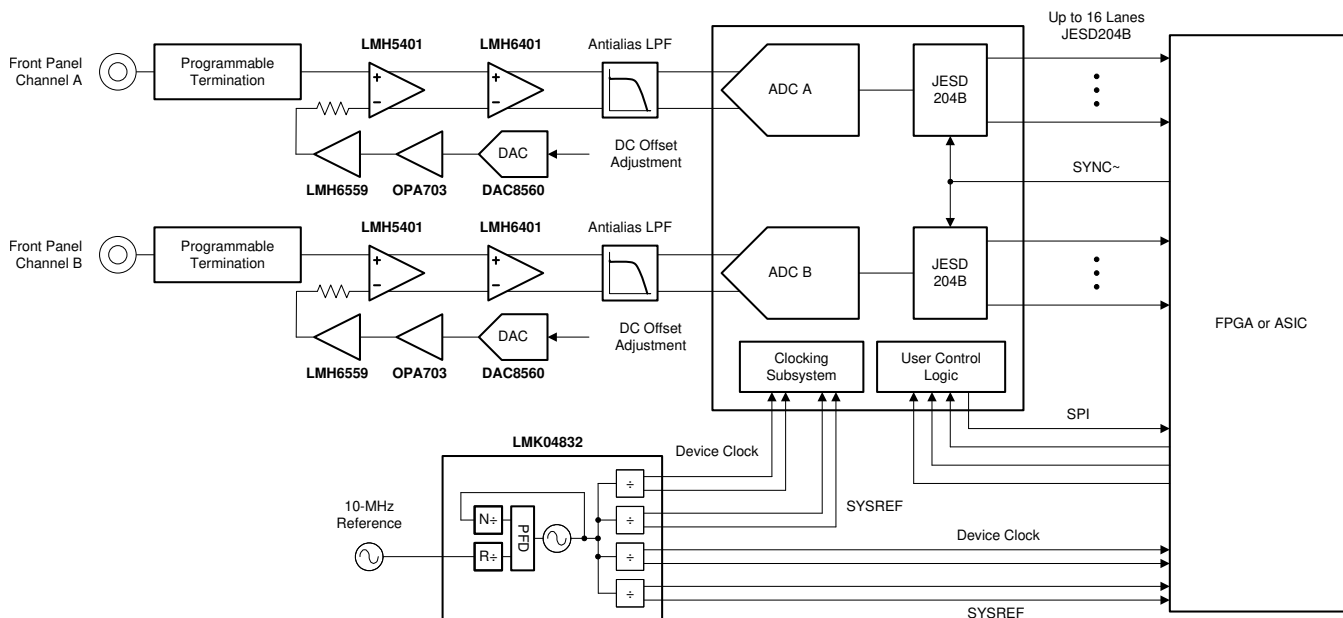 Up to 16 Lanes
JESD204B
Front Panel
Channel A
Programmable
Termination
LMH5401
LMH6401
Antialias LPF
+
−
+
−
ADC A
JESD
204B
DAC
DC Offset
Adjustment
LMH6559
OPA703
DAC8560
SYNC~
Front Panel
Channel B
Programmable
Termination
LMH5401
LMH6401
Antialias LPF
+
−
+
−
ADC B
JESD
204B
DAC
DC Offset
Adjustment
LMH6559
OPA703
DAC8560
FPGA or ASIC
Clocking
Subsystem
User Control
Logic
SPI
LMK04832
Device Clock
÷
10-MHz
Reference
SYSREF
N÷
PFD
÷
R÷
÷
Device Clock
÷
SYSREF